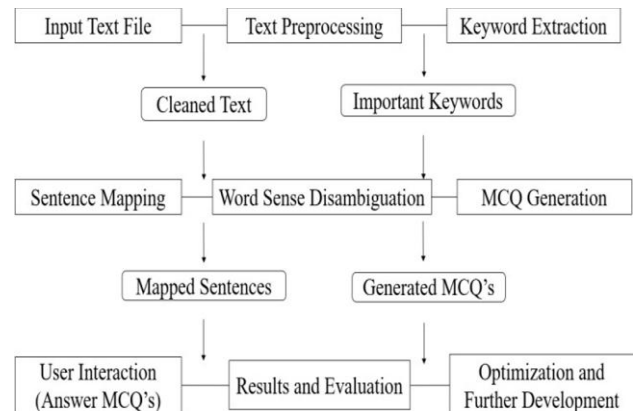 Input Text File
Text Preprocessing
Keyword Extraction
Cleaned Text
Important Keywords
Sentence Mapping
Word Sense Disambiguation
MCQ Generation
Mapped Sentences
Generated MCQ's
User Interaction
(Answer MCQ's)
Results and Evaluation
Optimization and
Further Development